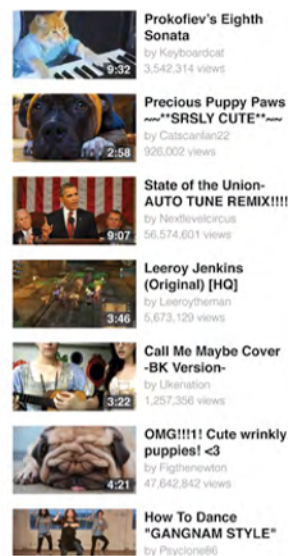 Prokofiev's Eighth
Sonata
by Keyboardcat
3,542,314 views
9:32
Precious Puppy Paws
~~**SRSLY CUTE**~~
by Catscanfan22
926,002 views
2:58
State of the Union-
AUTO TUNE REMIX!!!!
by Nextlevelcircus
56,574,601 views
9:07
Leeroy Jenkins
(Original) [HQ]
by Leeroytheman
5,673,129 views
3:46
Call Me Maybe Cover
-BK Version-
by Ukenation
1,257,356 views
3:22
OMG!!!1! Cute wrinkly
puppies! <3
by Figthenewton
47,642,842 views
4:21
How To Dance
"GANGNAM STYLE"
by Psyclone86